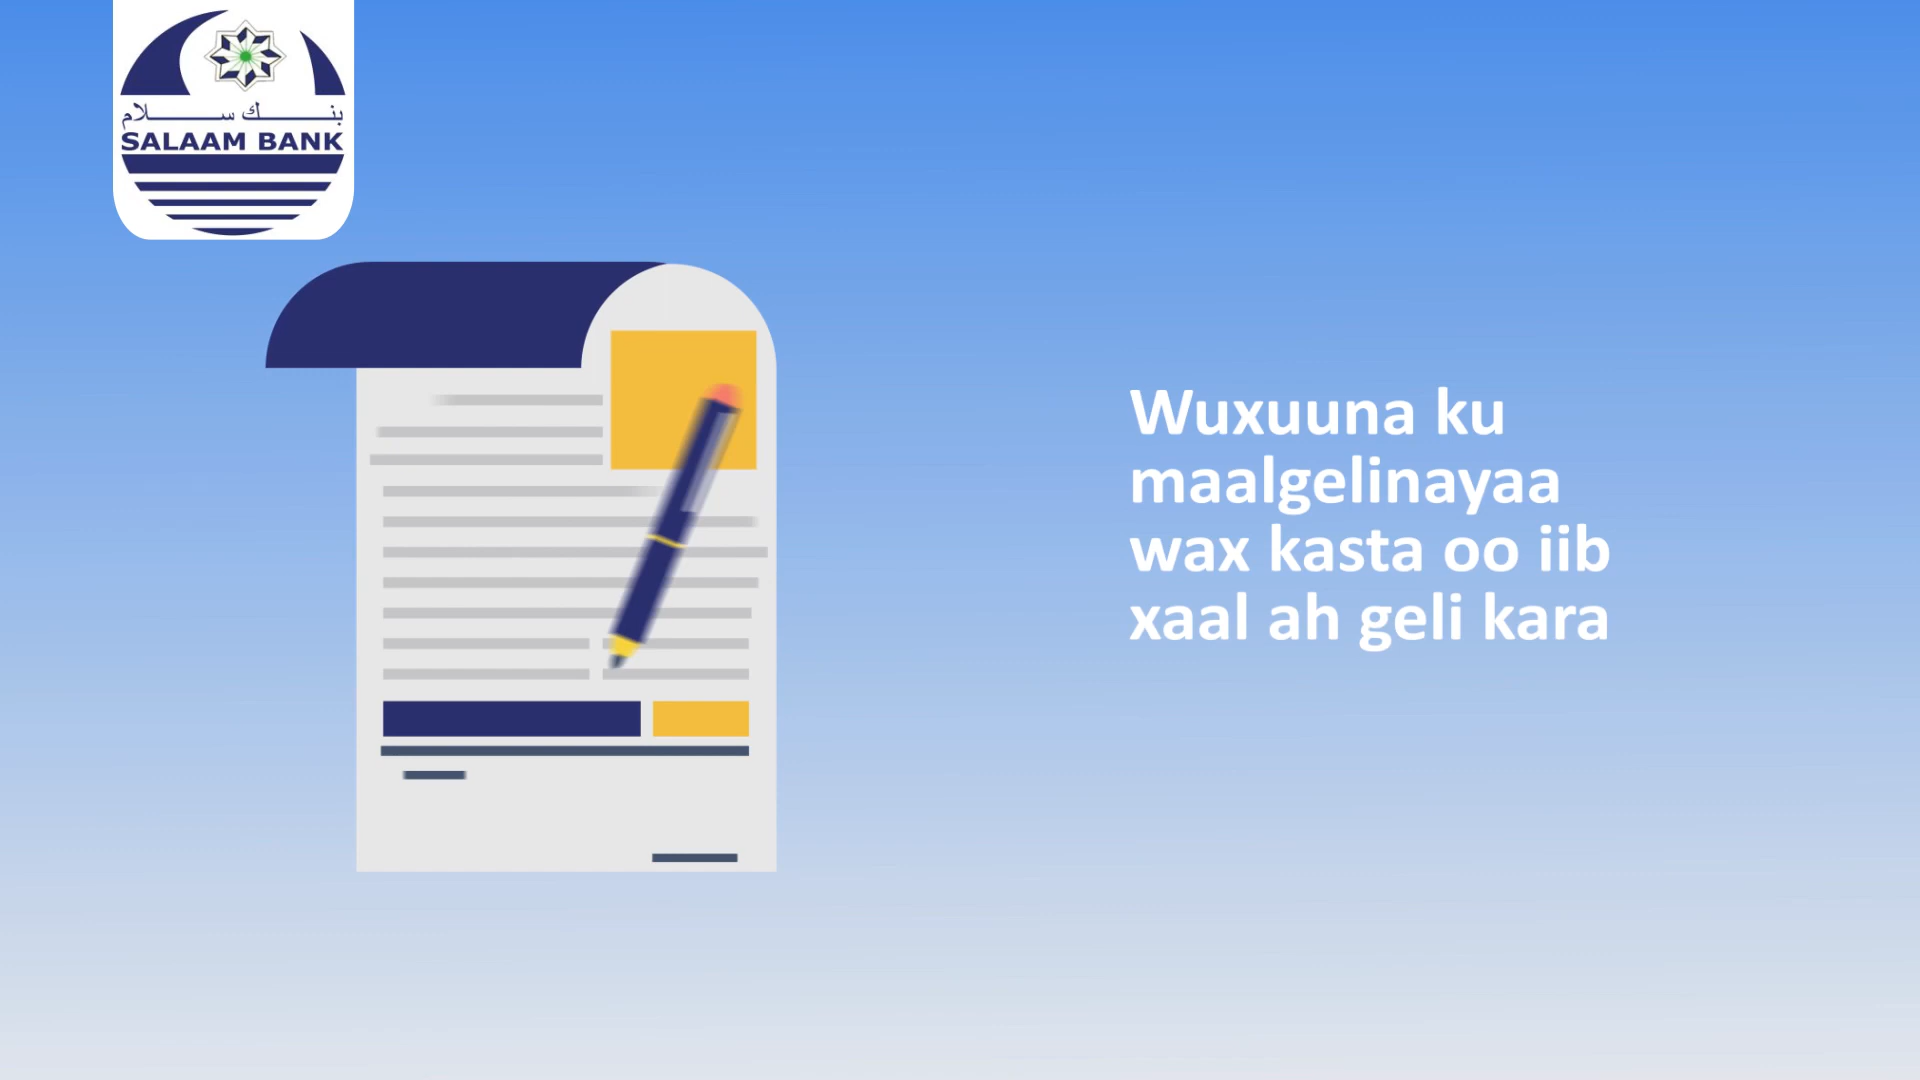 بنك سلام
SALAAM BANK
Wuxuuna ku
maalgelinayaa
wax kasta oo iib
xaal ah geli kara